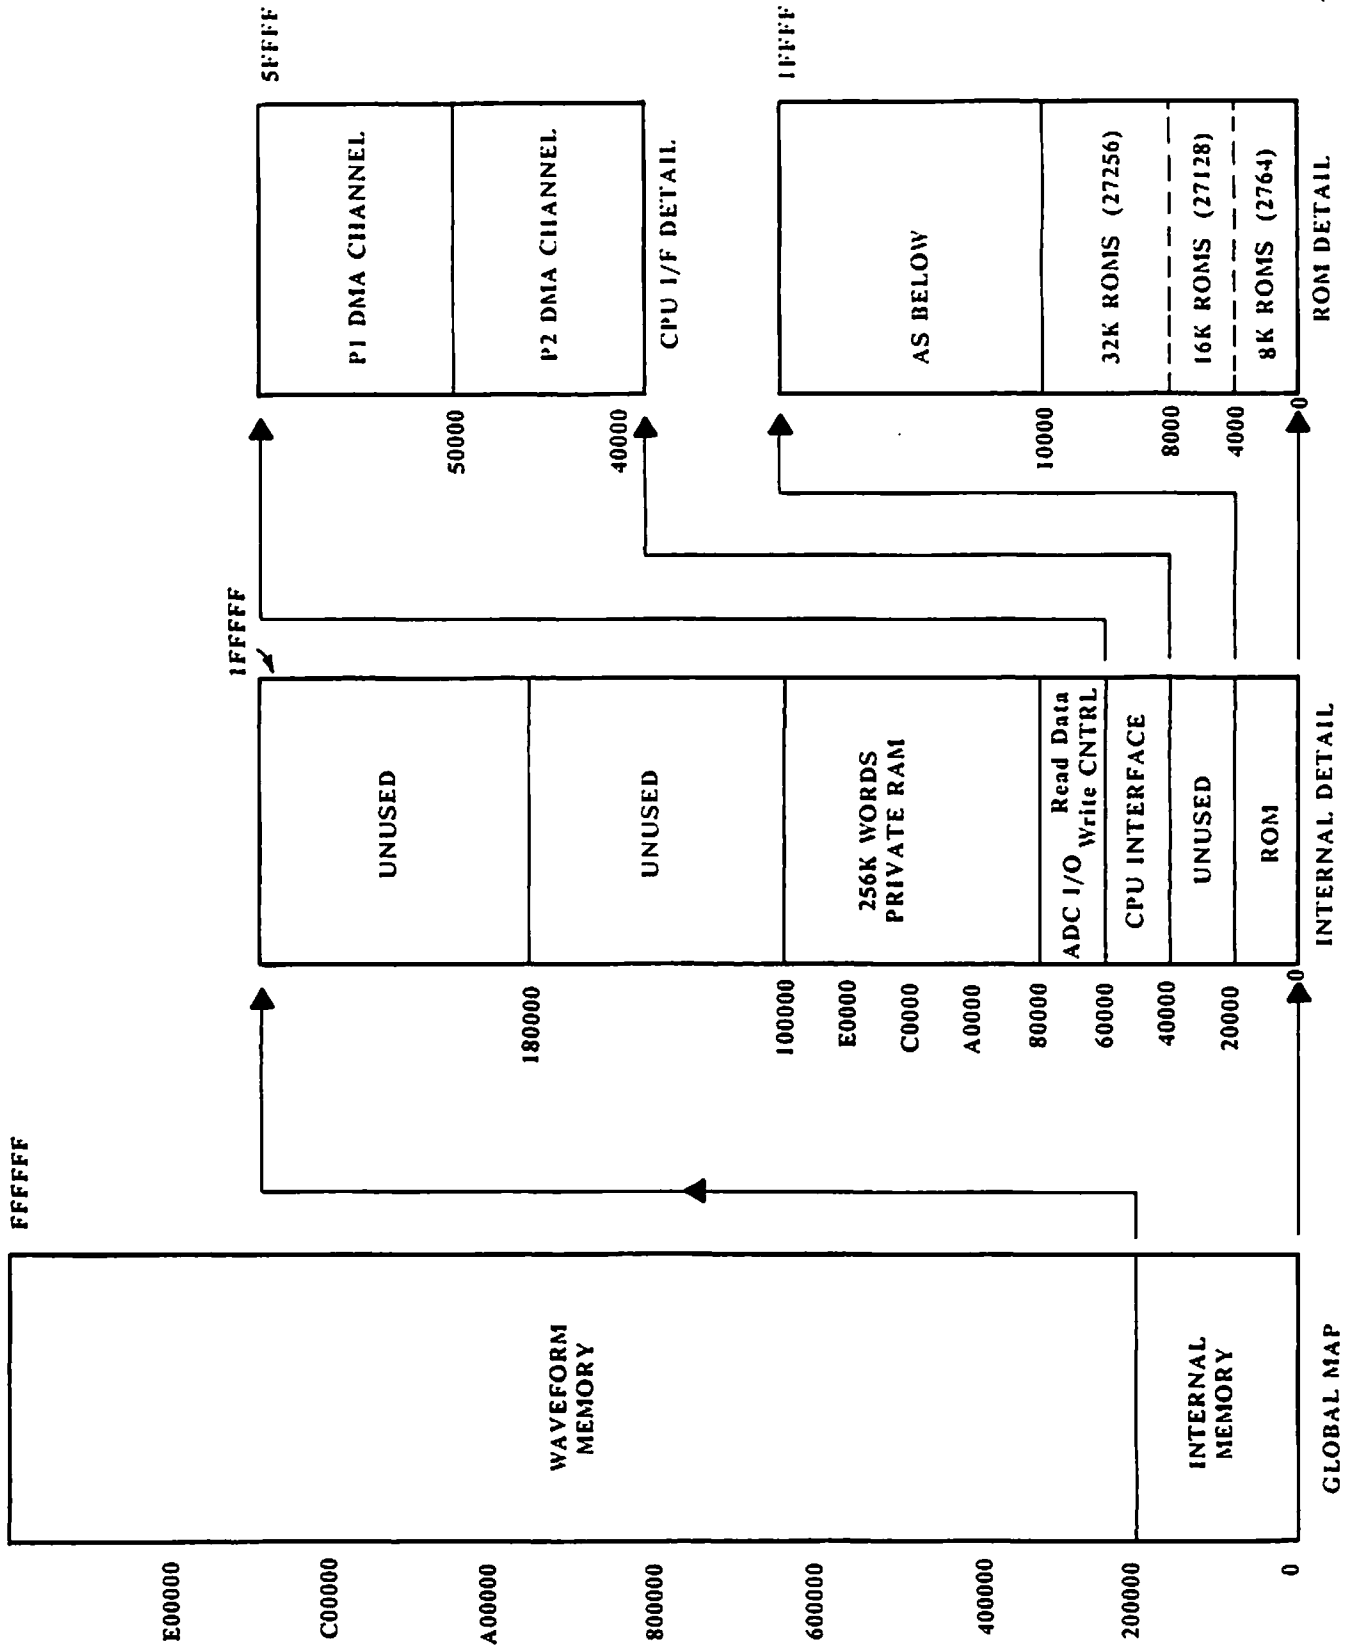 FFFFFF
E00000
C00000
A00000
800000
600000
400000
200000
0
WAVEFORM
MEMORY
INTERNAL
MEMORY
GLOBAL MAP
1FFFFF
180000
100000
E0000
C0000
A0000
80000
60000
40000
20000
0
UNUSED
UNUSED
256K WORDS
PRIVATE RAM
ADC I/O Read Data
Write CNTRL
CPU INTERFACE
UNUSED
ROM
INTERNAL DETAIL
5FFFF
50000
40000
P1 DMA CHANNEL
P2 DMA CHANNEL
CPU I/F DETAIL
1FFFF
10000
8000
4000
0
AS BELOW
32K ROMS (27256)
16K ROMS (27128)
8K ROMS (2764)
ROM DETAIL